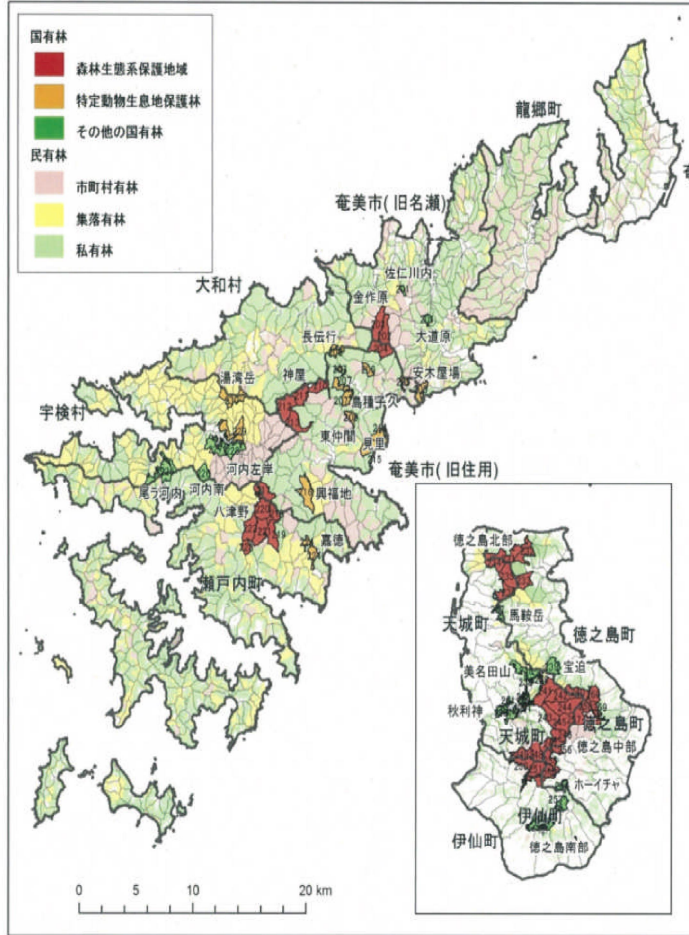 国有林
森林生態系保護地域
特定動物生息地保護林
その他の国有林
民有林
市町村有林
集落有林
私有林
龍郷町
奄美市(旧名瀬)
佐仁川内
金作原
大和村
大道原
長伝行
安木屋場
湯湾岳
神屋
宇検村
東仲間
見里
河内左岸
奄美市(旧住用)
尾ラ河内
河内南
興福地
八津野
嘉徳
瀬戸内町
徳之島北部
馬鞍岳
天城町
徳之島町
美名田山
宝迫
秋利神
徳之島町
天城町
徳之島中部
ホーイチャ
伊仙町
伊仙町
徳之島南部
0 10 20 km